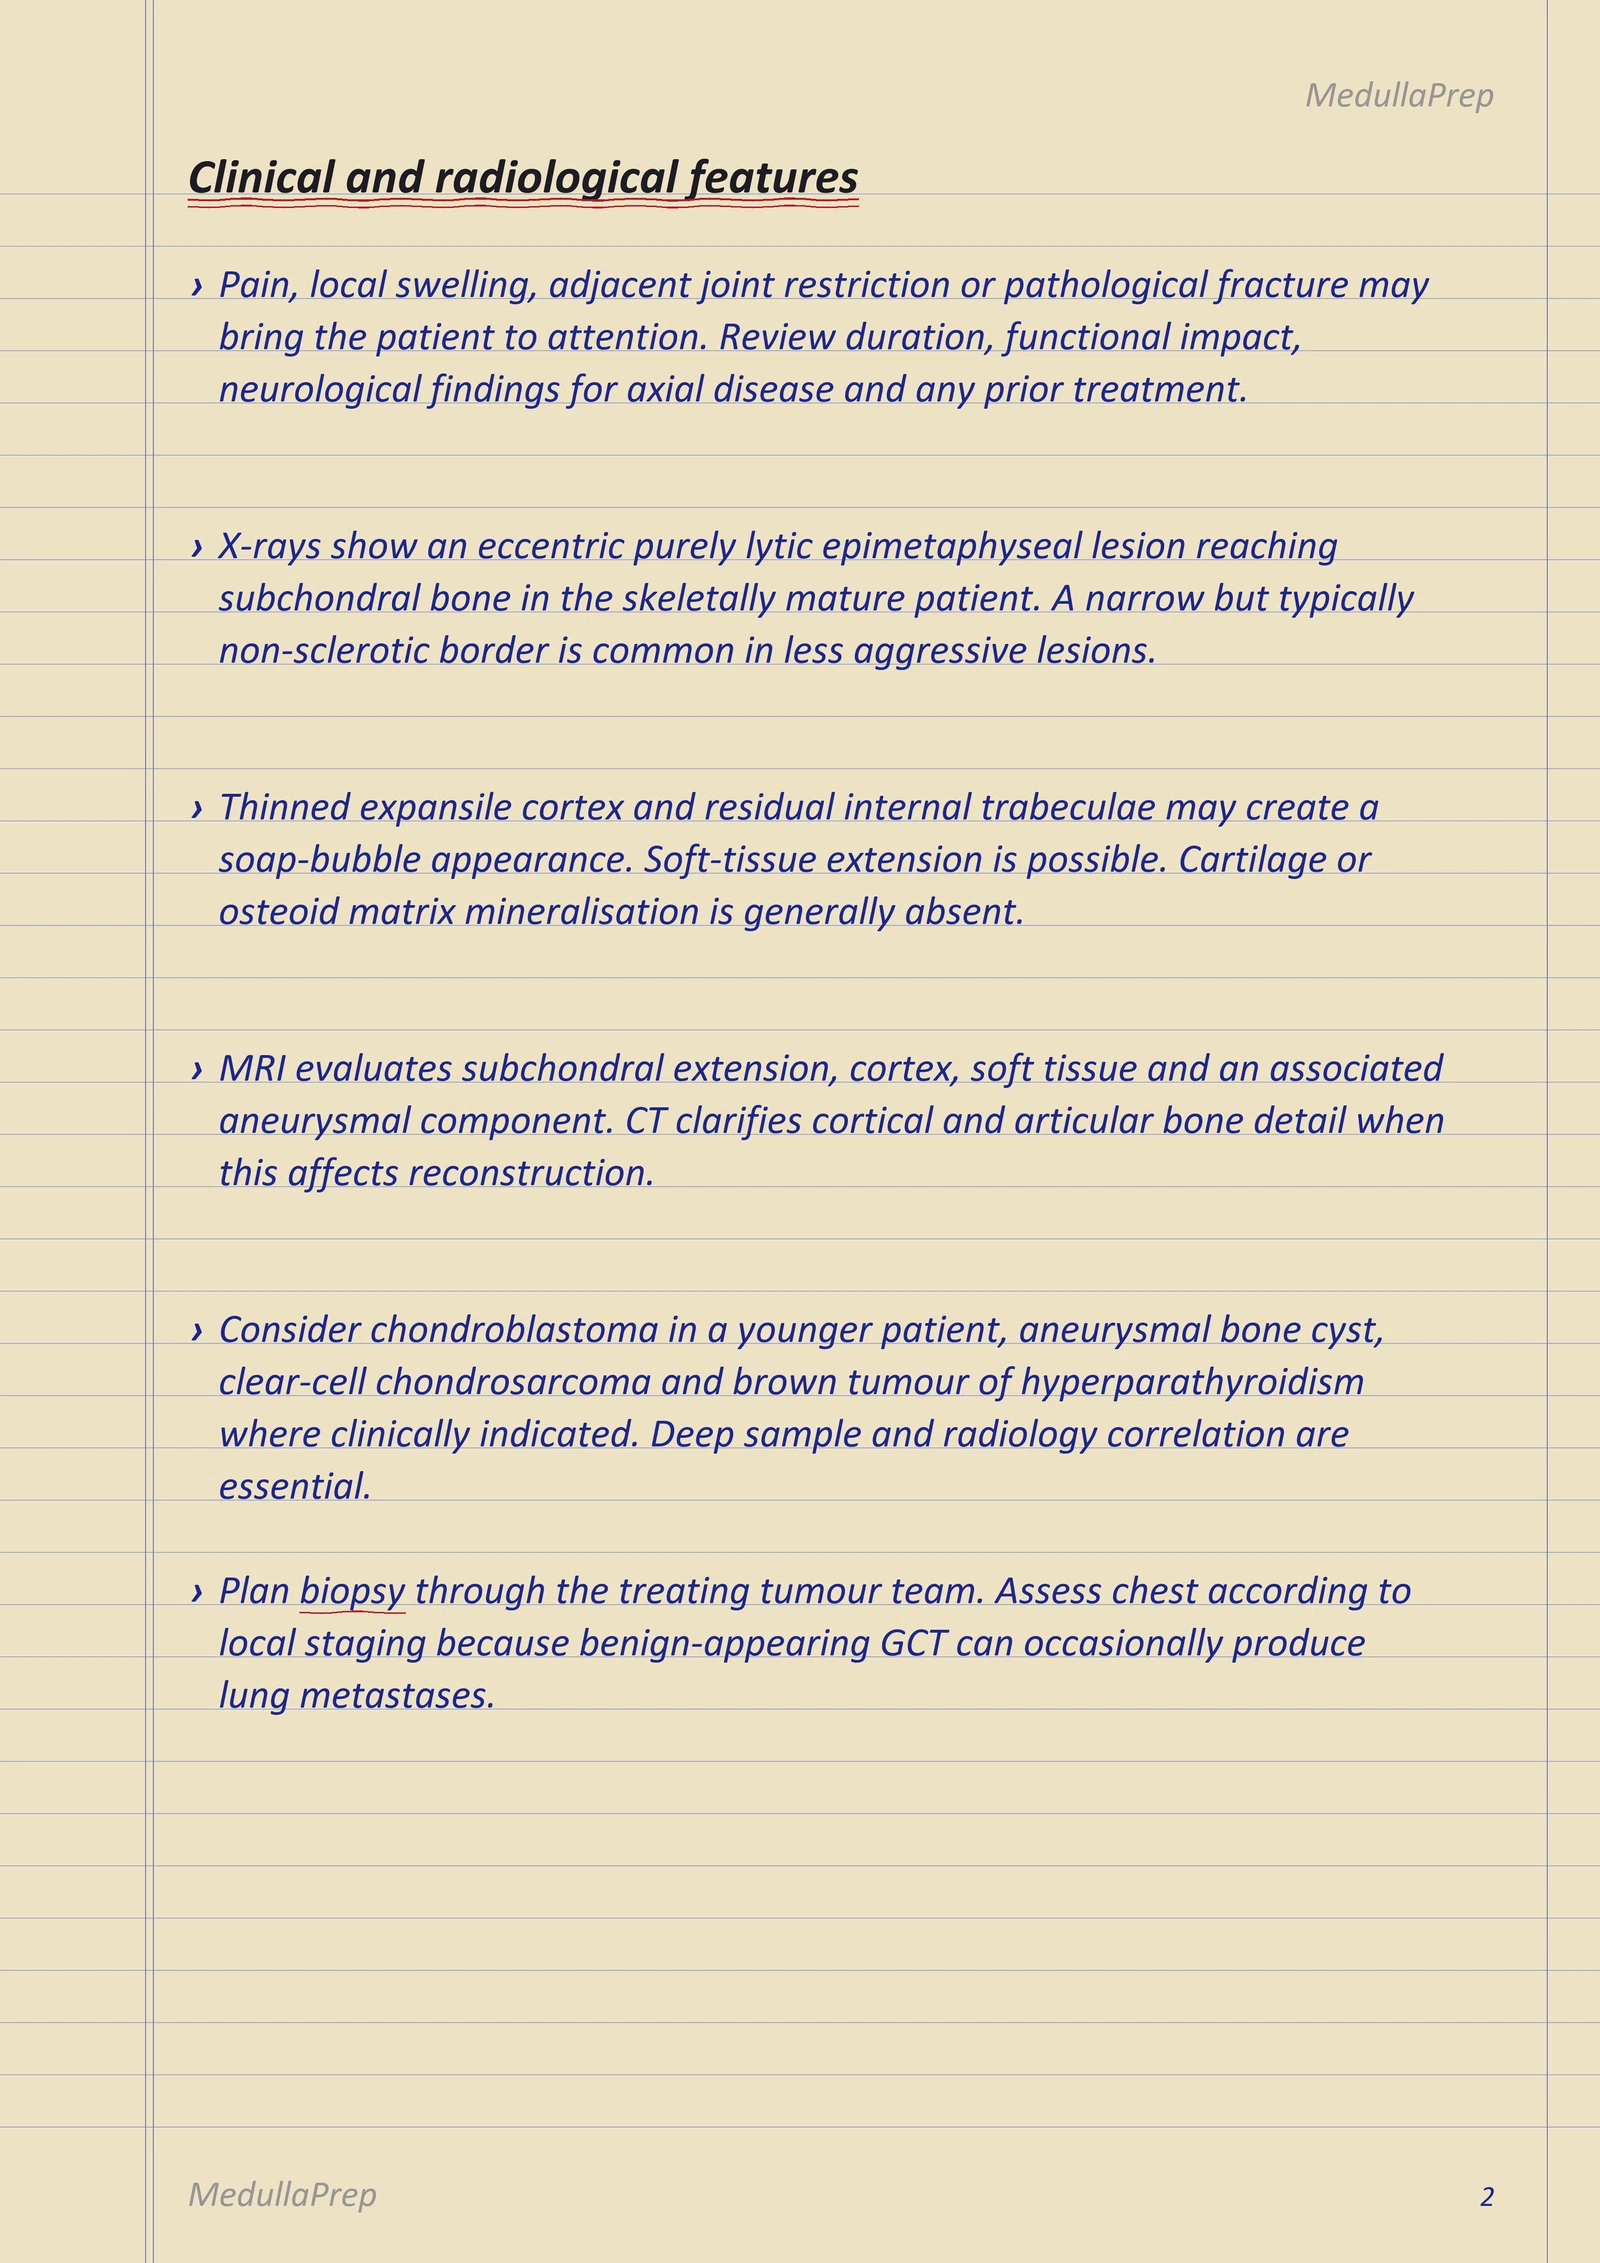 MedullaPrep
Clinical and radiological features
› Pain, local swelling, adjacent joint restriction or pathological fracture may
bring the patient to attention. Review duration, functional impact,
neurological findings for axial disease and any prior treatment.
› X-rays show an eccentric purely lytic epimetaphyseal lesion reaching
subchondral bone in the skeletally mature patient. A narrow but typically
non-sclerotic border is common in less aggressive lesions.
› Thinned expansile cortex and residual internal trabeculae may create a
soap-bubble appearance. Soft-tissue extension is possible. Cartilage or
osteoid matrix mineralisation is generally absent.
› MRI evaluates subchondral extension, cortex, soft tissue and an associated
aneurysmal component. CT clarifies cortical and articular bone detail when
this affects reconstruction.
› Consider chondroblastoma in a younger patient, aneurysmal bone cyst,
clear-cell chondrosarcoma and brown tumour of hyperparathyroidism
where clinically indicated. Deep sample and radiology correlation are
essential.
› Plan biopsy through the treating tumour team. Assess chest according to
local staging because benign-appearing GCT can occasionally produce
lung metastases.
MedullaPrep
2